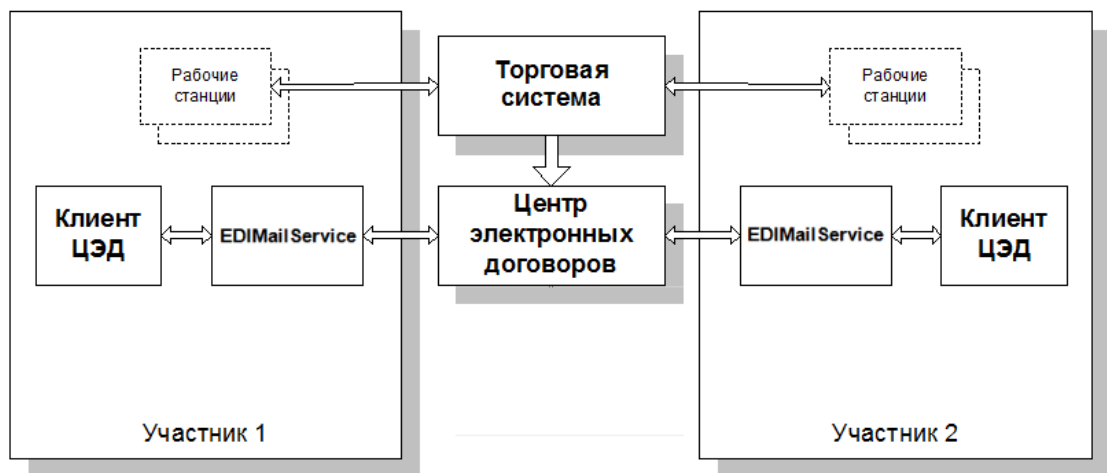 Рабочие
станции
Торговая
система
Рабочие
станции
Клиент
ЦЭД
EDIMailService
Центр
электронных
договоров
EDIMailService
Клиент
ЦЭД
Участник 1
Участник 2